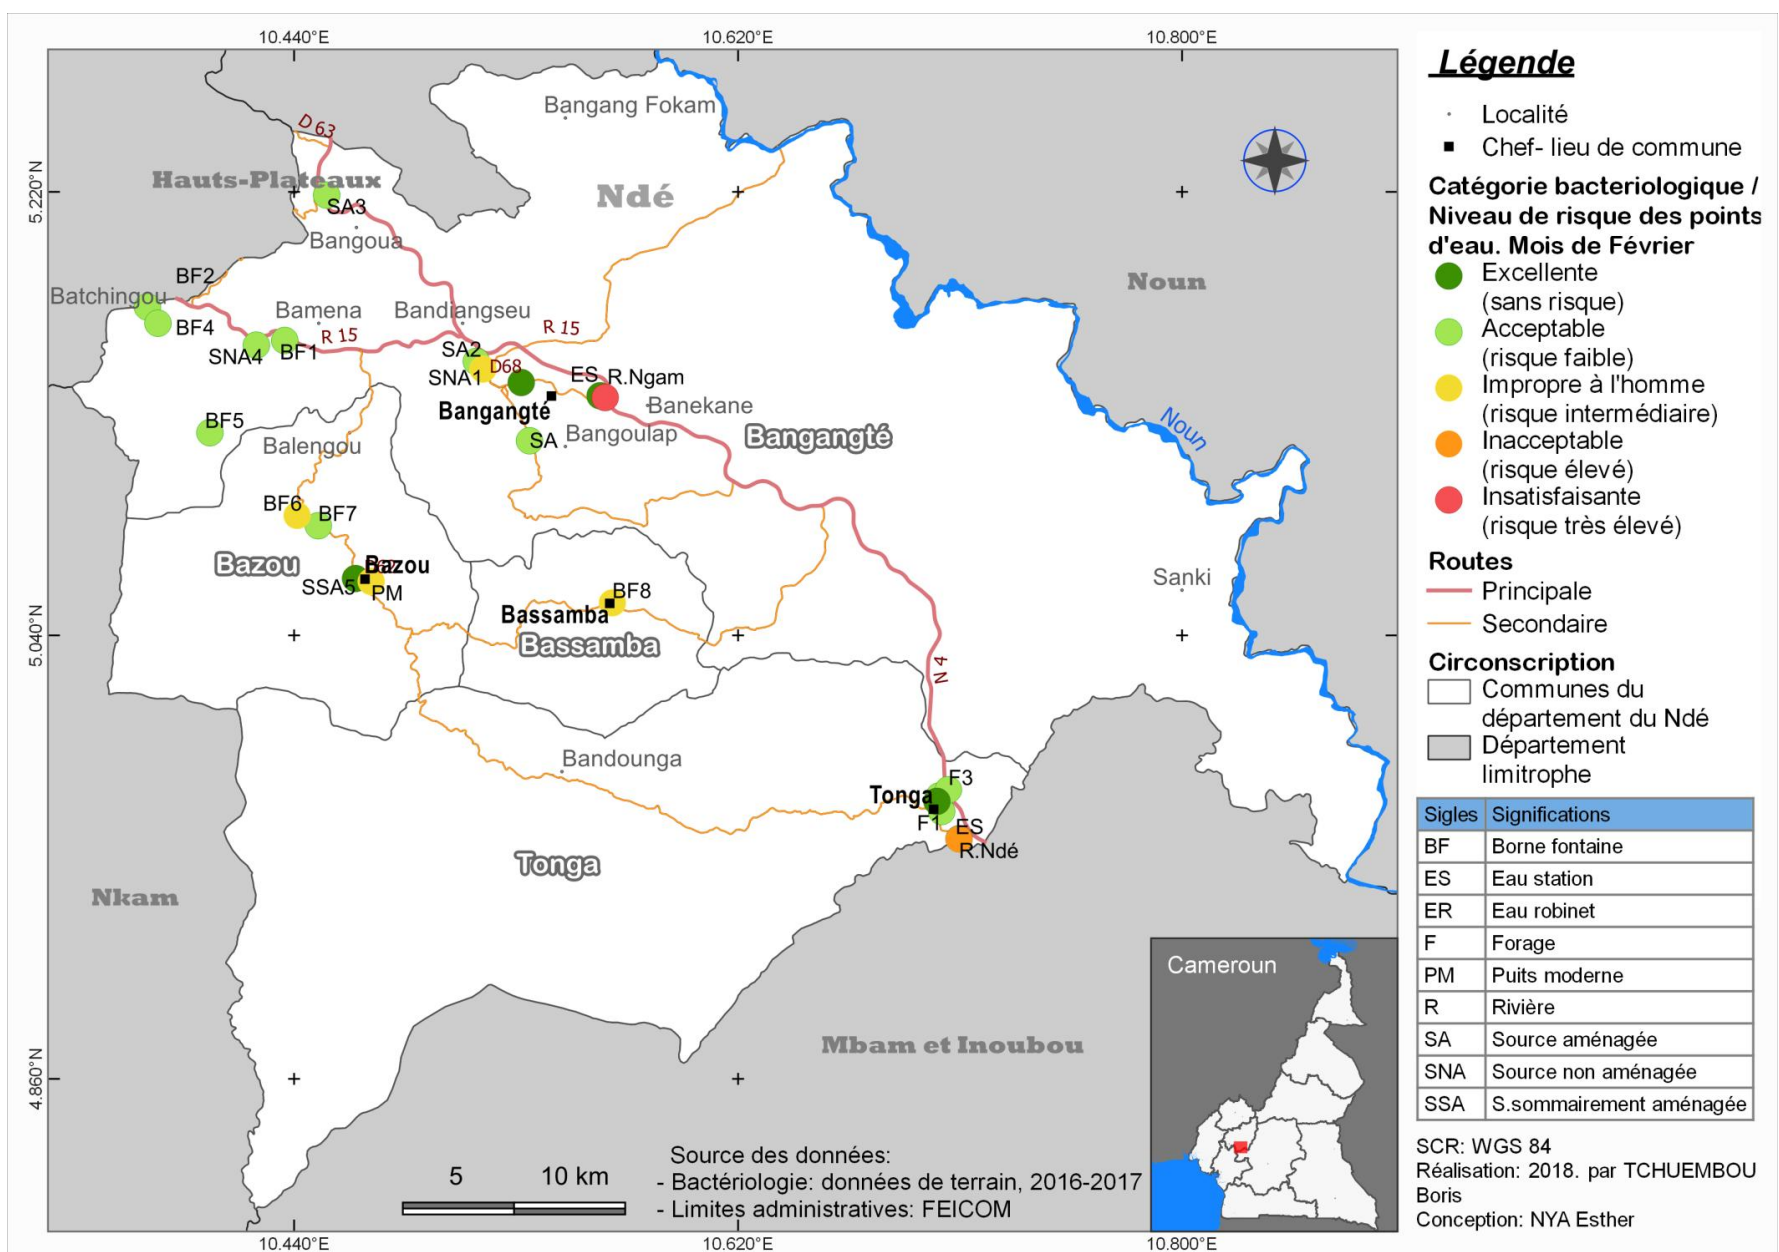 10.440°E
10.620°E
10.800°E
5.220°N
5.040°N
4.860°N
Bangang Fokam
D 63
Hauts-Plateaux
Ndé
SA3
Bangoua
Noun
BF2
Batchingou
Bamena
Bandiangseu
BF4
R 15
R 15
SNA4
BF1
SA2
SNA1
D68
ES
R.Ngam
Bangangté
Banekane
Noun
BF5
SA
Bangoulap
Bangangté
Balengou
BF6
BF7
Bazou
Bazou
SSA5
PM
BF8
Sanki
Bassamba
Bassamba
N 4
Bandounga
F3
Tonga
F1
ES
R.Ndé
Tonga
Nkam
Mbam et Inoubou
Cameroun
5
10 km
Source des données:
- Bactériologie: données de terrain, 2016-2017
- Limites administratives: FEICOM
10.440°E
10.620°E
10.800°E
Légende
Localité
Chef- lieu de commune
Catégorie bacteriologique /
Niveau de risque des points
d'eau. Mois de Février
Excellente
(sans risque)
Acceptable
(risque faible)
Impropre à l'homme
(risque intermédiaire)
Inacceptable
(risque élevé)
Insatisfaisante
(risque très élevé)
Routes
Principale
Secondaire
Circonscription
Communes du
département du Ndé
Département
limitrophe
Sigles Significations
BF Borne fontaine
ES Eau station
ER Eau robinet
F Forage
PM Puits moderne
R Rivière
SA Source aménagée
SNA Source non aménagée
SSA S.sommairement aménagée
SCR: WGS 84
Réalisation: 2018. par TCHUEMBOU
Boris
Conception: NYA Esther